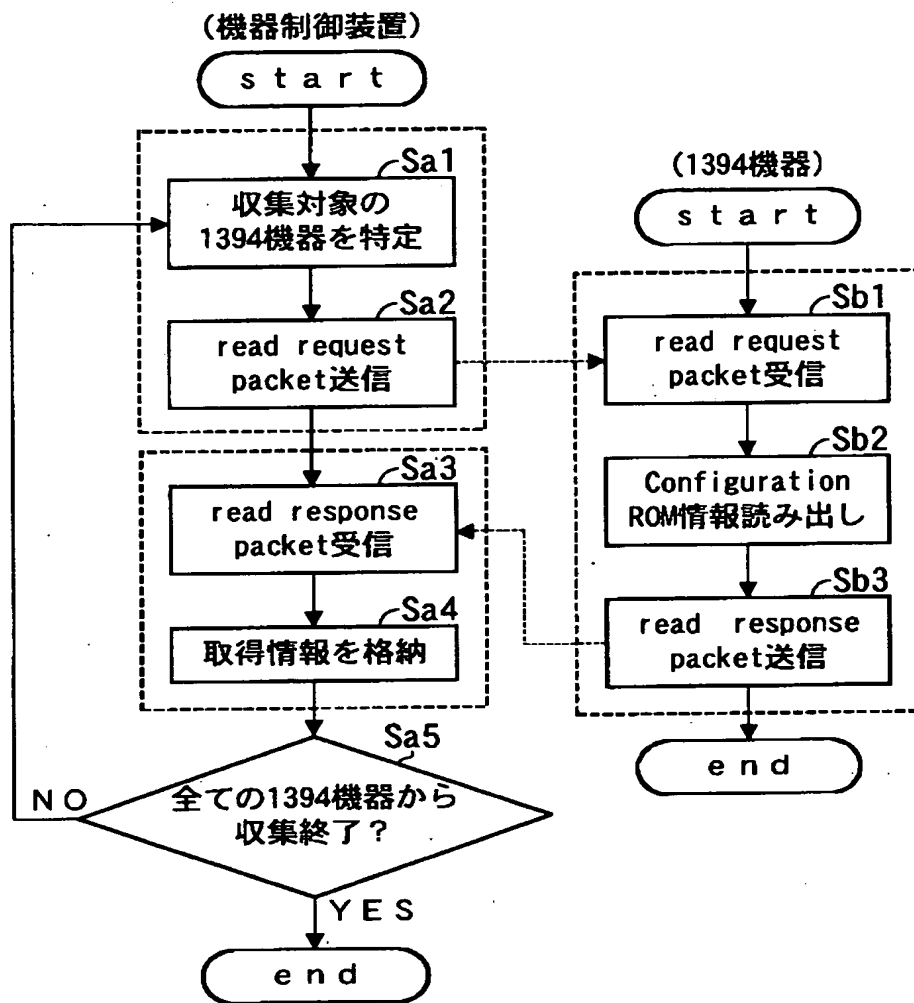 (機器制御装置)
start
Sa1
収集対象の
1394機器を特定
Sa2
read request
packet送信
Sa3
read response
packet受信
Sa4
取得情報を格納
Sa5
全ての1394機器から
収集終了?
NO
YES
end
(1394機器)
start
Sb1
read request
packet受信
Sb2
Configuration
ROM情報読み出し
Sb3
read response
packet送信
end